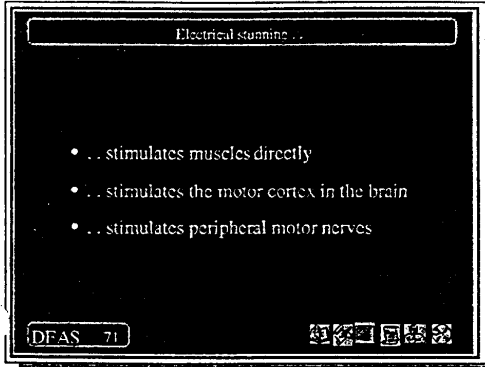 Electrical stunning . .
• . . stimulates muscles directly
• . . stimulates the motor cortex in the brain
• . . stimulates peripheral motor nerves
DFAS 71